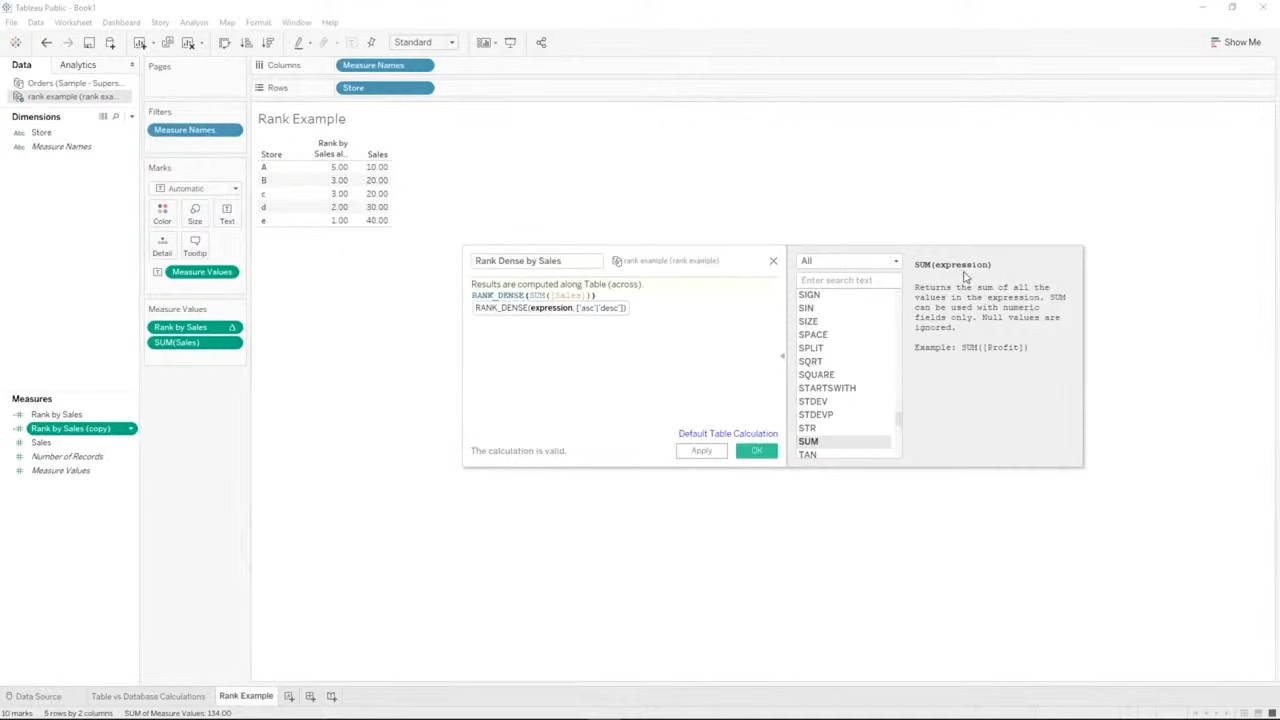 Tableau Public - Book1
File Data Worksheet Dashboard Story Analysis Map Format Window Help
Standard
Show Me
Data Analytics
Pages
Columns Measure Names
Rows Store
Orders (Sample - Supers...
rank example (rank exa...
Filters
Measure Names
Dimensions
Abc Store
Abc Measure Names
Rank Example
Store Rank by Sales al.. Sales
A 5.00 10.00
B 3.00 20.00
c 3.00 20.00
d 2.00 30.00
e 1.00 40.00
Marks
Automatic
Color Size Text
Detail Tooltip
Measure Values
Measure Values
Rank by Sales
SUM(Sales)
Measures
Rank by Sales
Rank by Sales (copy)
Sales
Number of Records
Measure Values
Rank Dense by Sales
rank example (rank example)
Results are computed along Table (across).
RANK_DENSE(SUM([Sales]))
RANK_DENSE(expression, ['asc'|'desc'])
Default Table Calculation
The calculation is valid.
Apply
OK
All
Enter search text
SIGN
SIN
SIZE
SPACE
SPLIT
SQRT
SQUARE
STARTSWITH
STDEV
STDEVP
STR
SUM
TAN
SUM(expression)
Returns the sum of all the
values in the expression. SUM
can be used with numeric
fields only. Null values are
ignored.
Example: SUM([Profit])
Data Source Table vs Database Calculations Rank Example
10 marks 5 rows by 2 columns SUM of Measure Values: 134.00